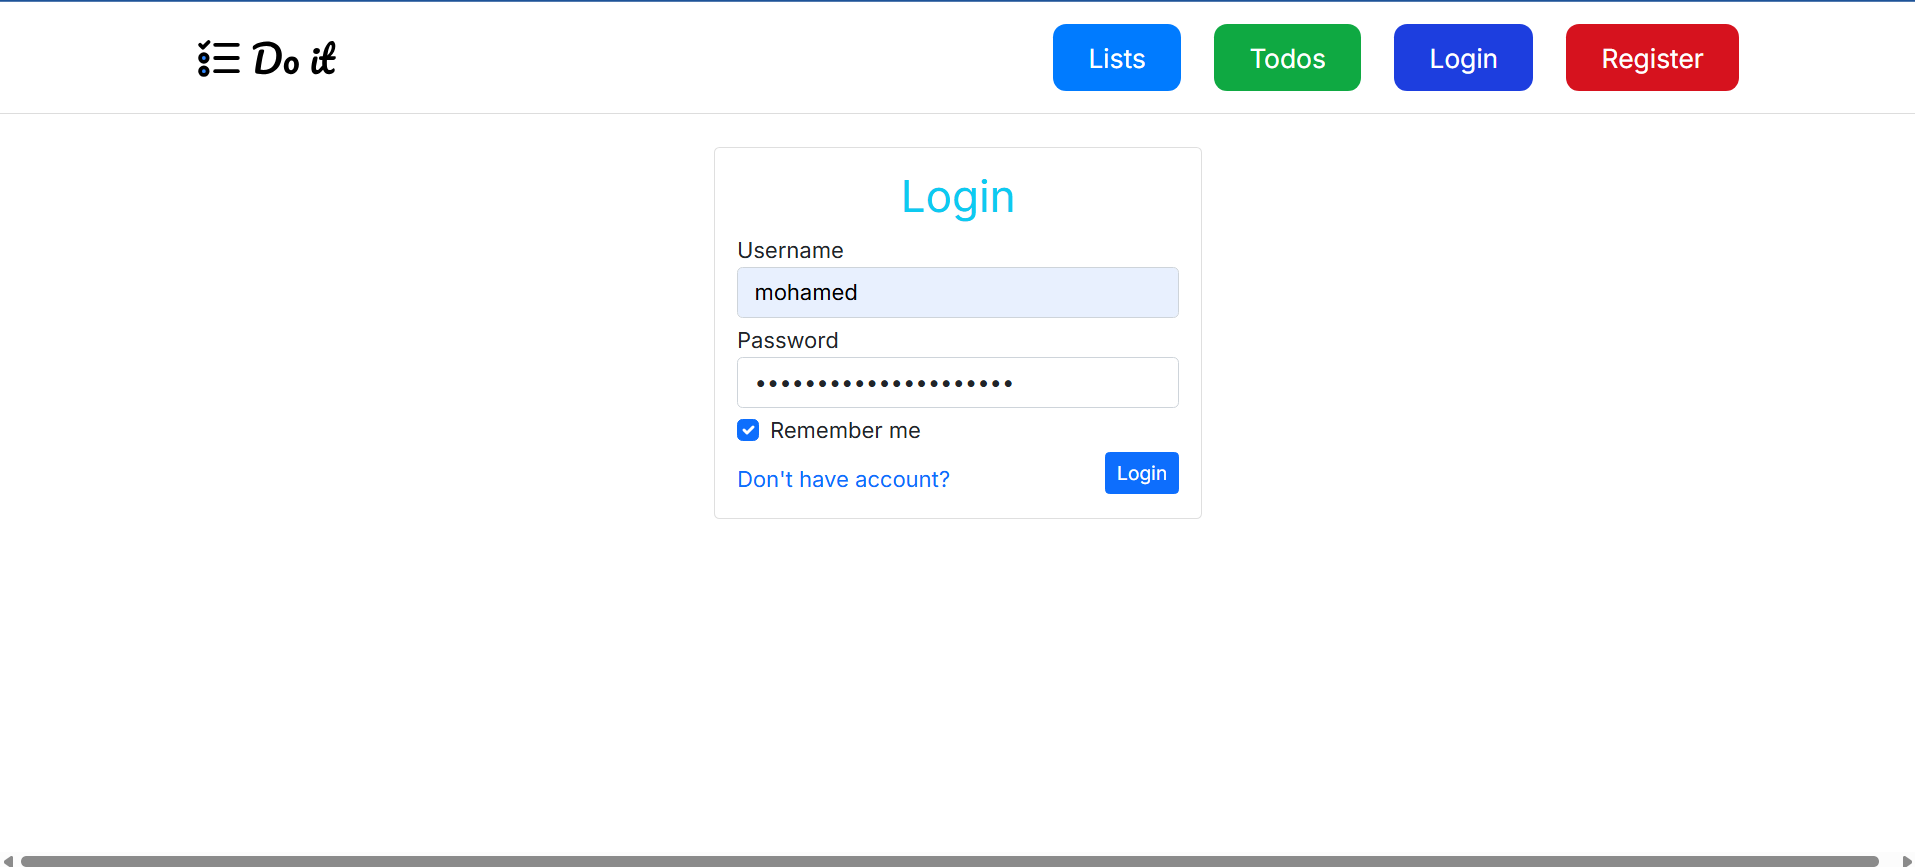 Do it
Lists Todos Login Register
Login
Username
mohamed
Password
•••••••••••••••••••••
Remember me
Don't have account? Login